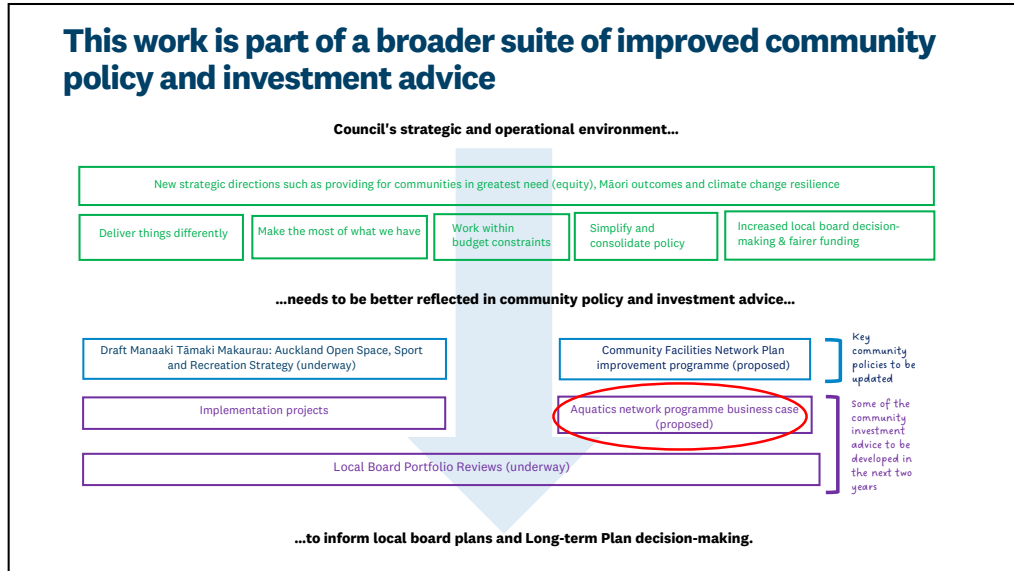 This work is part of a broader suite of improved community
policy and investment advice
Council's strategic and operational environment...
New strategic directions such as providing for communities in greatest need (equity), Māori outcomes and climate change resilience
Deliver things differently
Make the most of what we have
Work within
budget constraints
Simplify and
consolidate policy
Increased local board decision-
making & fairer funding
...needs to be better reflected in community policy and investment advice...
Draft Manaaki Tāmaki Makaurau: Auckland Open Space, Sport
and Recreation Strategy (underway)
Community Facilities Network Plan
improvement programme (proposed)
Key
community
policies to be
updated
Implementation projects
Aquatics network programme business case
(proposed)
Some of the
community
investment
advice to be
developed in
the next two
years
Local Board Portfolio Reviews (underway)
...to inform local board plans and Long-term Plan decision-making.